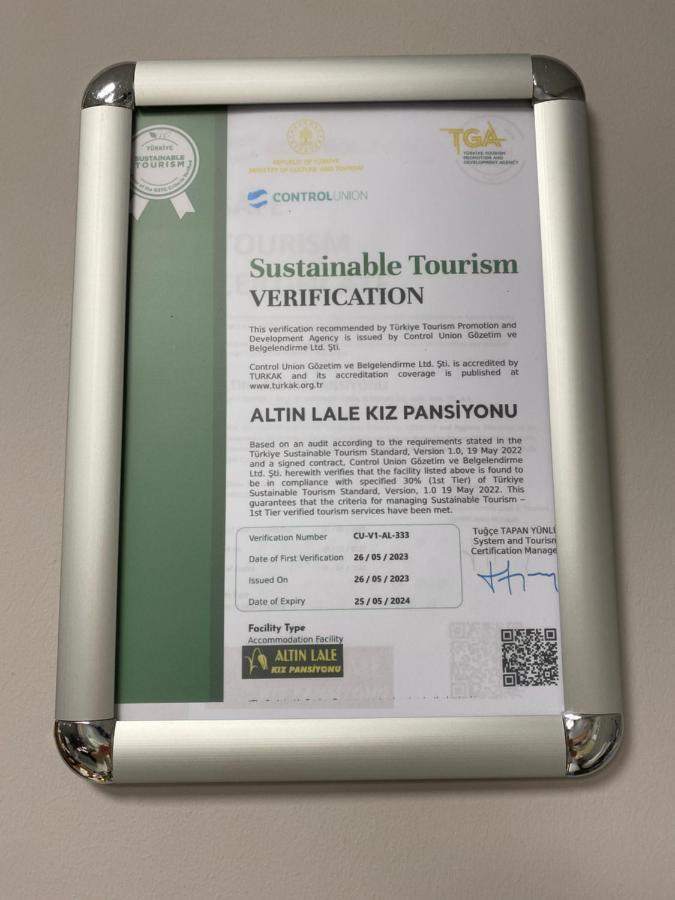 TÜRKİYE
SUSTAINABLE
TOURISM
REPUBLIC OF TÜRKİYE
MINISTRY OF CULTURE AND TOURISM
TGA
TÜRKİYE TOURISM
PROMOTION AND
DEVELOPMENT AGENCY
CONTROLUNION
Sustainable Tourism
VERIFICATION
This verification recommended by Türkiye Tourism Promotion and
Development Agency is issued by Control Union Gözetim ve
Belgelendirme Ltd. Şti.
Control Union Gözetim ve Belgelendirme Ltd. Şti. is accredited by
TURKAK and its accreditation coverage is published at
www.turkak.org.tr
ALTIN LALE KIZ PANSİYONU
Based on an audit according to the requirements stated in the
Türkiye Sustainable Tourism Standard, Version 1.0, 19 May 2022
and a signed contract, Control Union Gözetim ve Belgelendirme
Ltd. Şti. herewith verifies that the facility listed above is found to
be in compliance with specified 30% (1st Tier) of Türkiye
Sustainable Tourism Standard, Version, 1.0 19 May 2022. This
guarantees that the criteria for managing Sustainable Tourism –
1st Tier verified tourism services have been met.
Verification Number CU-V1-AL-333
Date of First Verification 26 / 05 / 2023
Issued On 26 / 05 / 2023
Date of Expiry 25 / 05 / 2024
Tuğçe TAPAN YÜNLÜ
System and Tourism
Certification Manage
Facility Type
Accommodation Facility
ALTIN LALE
KIZ PANSİYONU